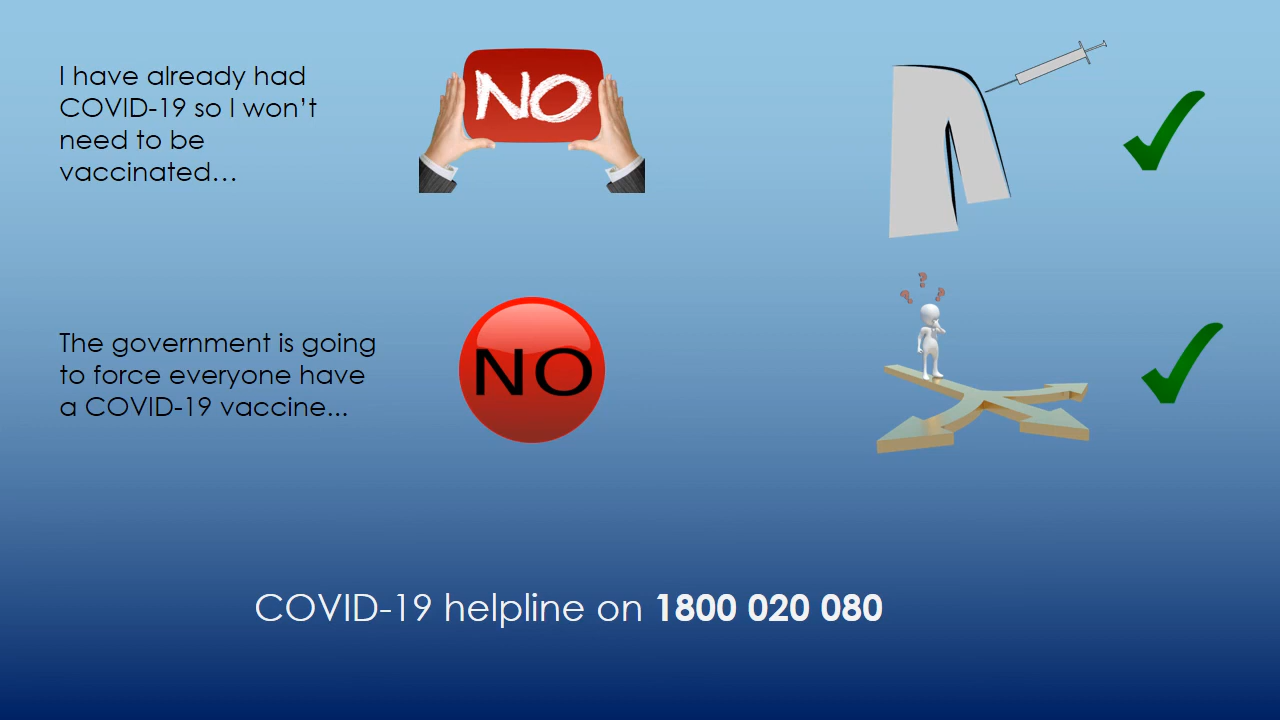 I have already had
COVID-19 so I won't
need to be
vaccinated...
NO
The government is going
to force everyone have
a COVID-19 vaccine...
NO
? ? ?
COVID-19 helpline on 1800 020 080